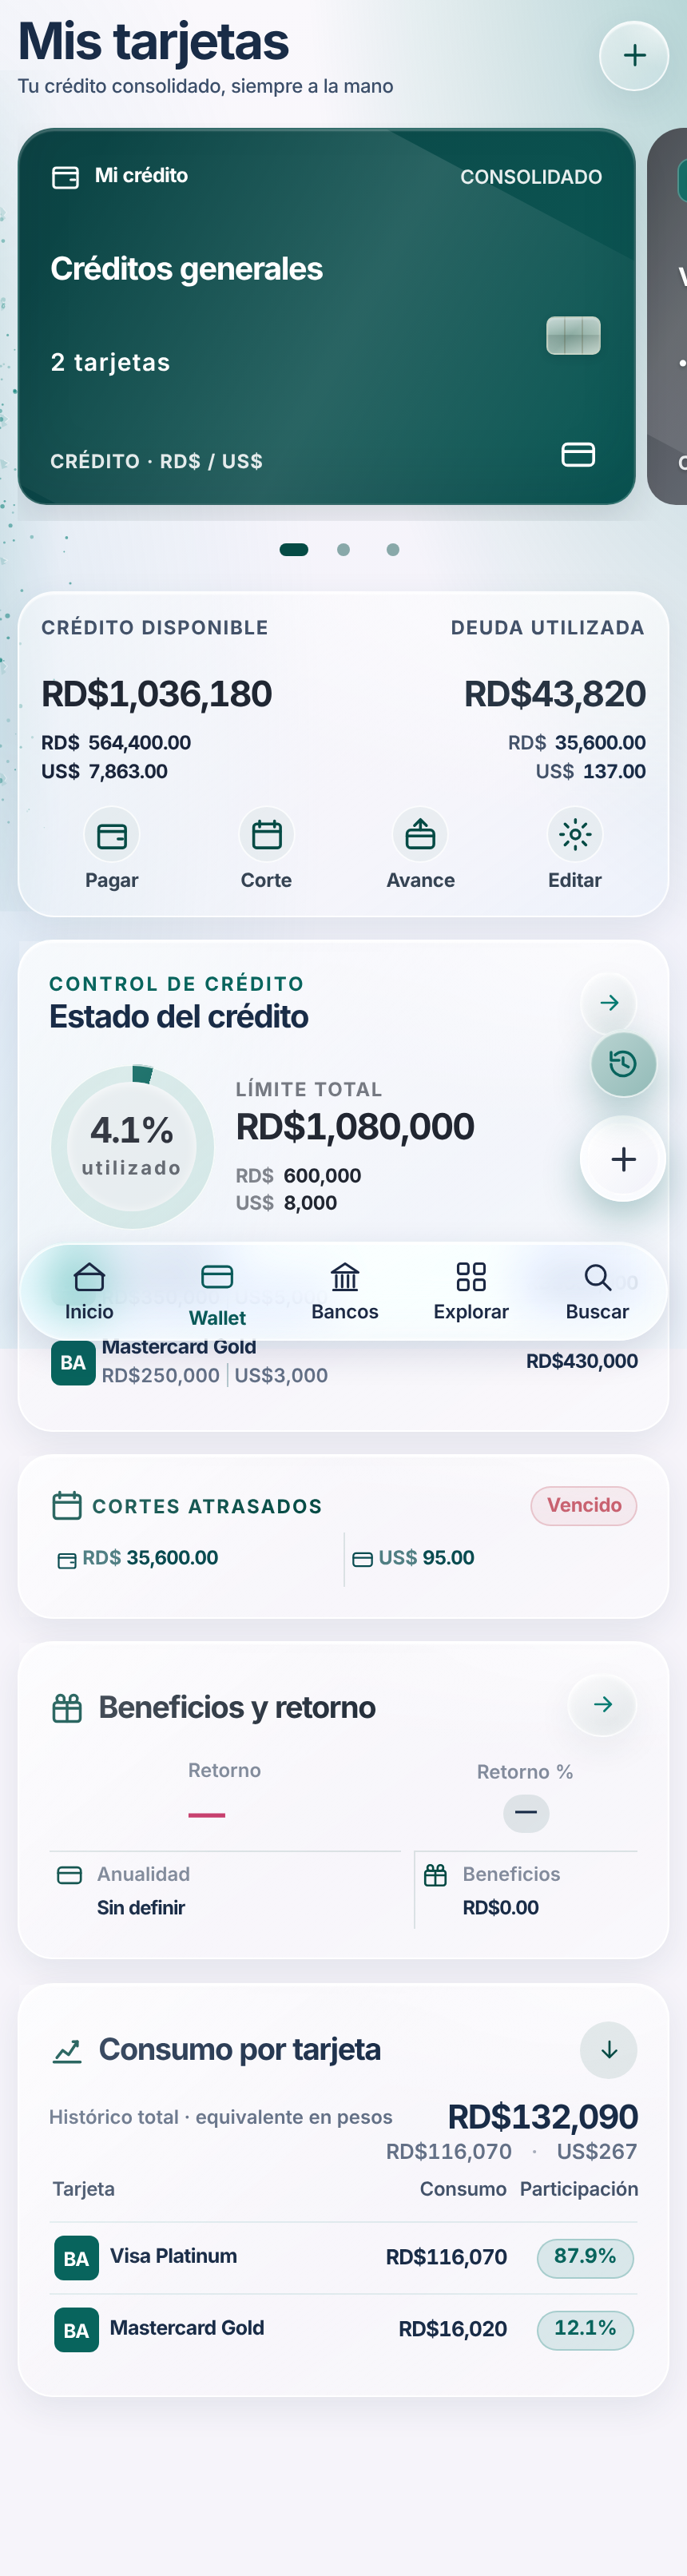 Mis tarjetas
Tu crédito consolidado, siempre a la mano
Mi crédito
CONSOLIDADO
Créditos generales
2 tarjetas
CRÉDITO · RD$ / US$
CRÉDITO DISPONIBLE
DEUDA UTILIZADA
RD$1,036,180
RD$43,820
RD$ 564,400.00
RD$ 35,600.00
US$ 7,863.00
US$ 137.00
Pagar
Corte
Avance
Editar
CONTROL DE CRÉDITO
Estado del crédito
4.1%
utilizado
LÍMITE TOTAL
RD$1,080,000
RD$ 600,000
US$ 8,000
Inicio
Wallet
Bancos
Explorar
Buscar
BA
Mastercard Gold
RD$250,000 | US$3,000
RD$430,000
CORTES ATRASADOS
Vencido
RD$ 35,600.00
US$ 95.00
Beneficios y retorno
Retorno
Retorno %
—
—
Anualidad
Sin definir
Beneficios
RD$0.00
Consumo por tarjeta
Histórico total · equivalente en pesos
RD$132,090
RD$116,070 · US$267
Tarjeta
Consumo
Participación
BA
Visa Platinum
RD$116,070
87.9%
BA
Mastercard Gold
RD$16,020
12.1%